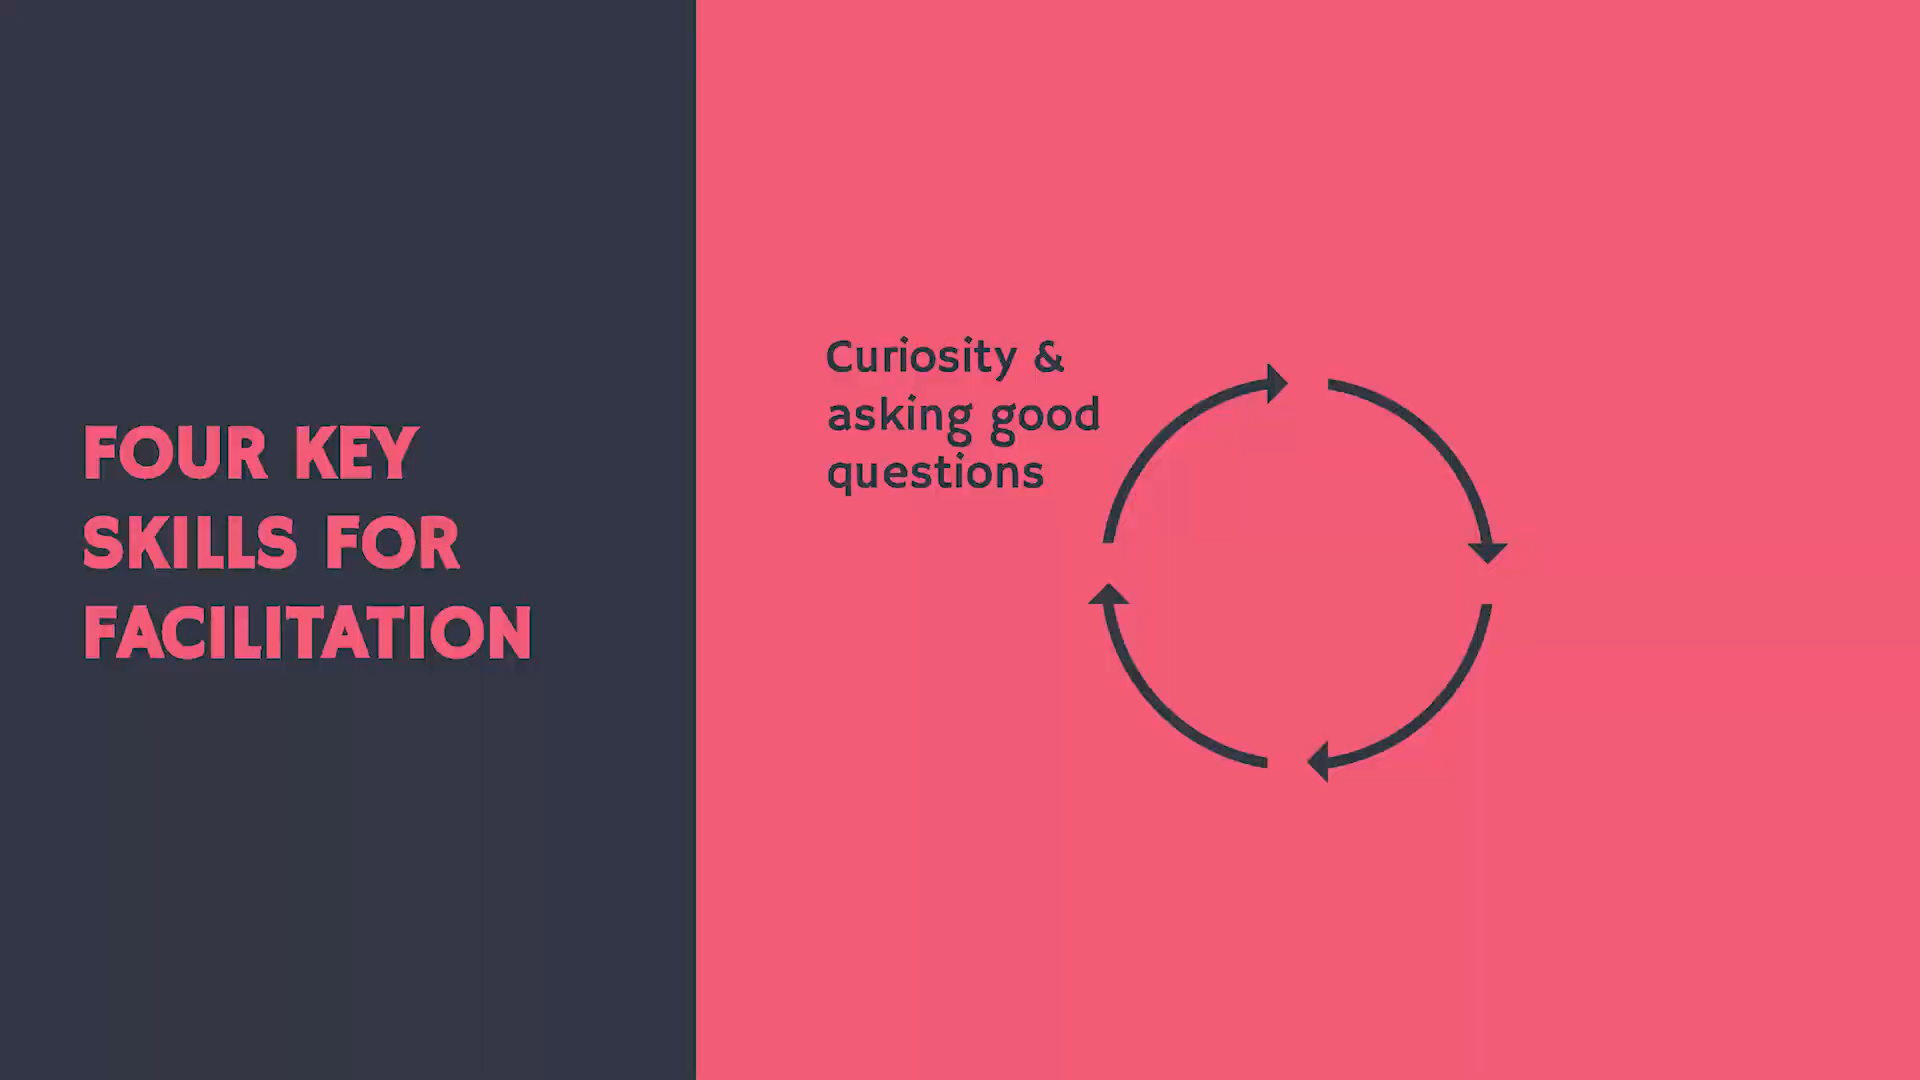 FOUR KEY
SKILLS FOR
FACILITATION
Curiosity &
asking good
questions